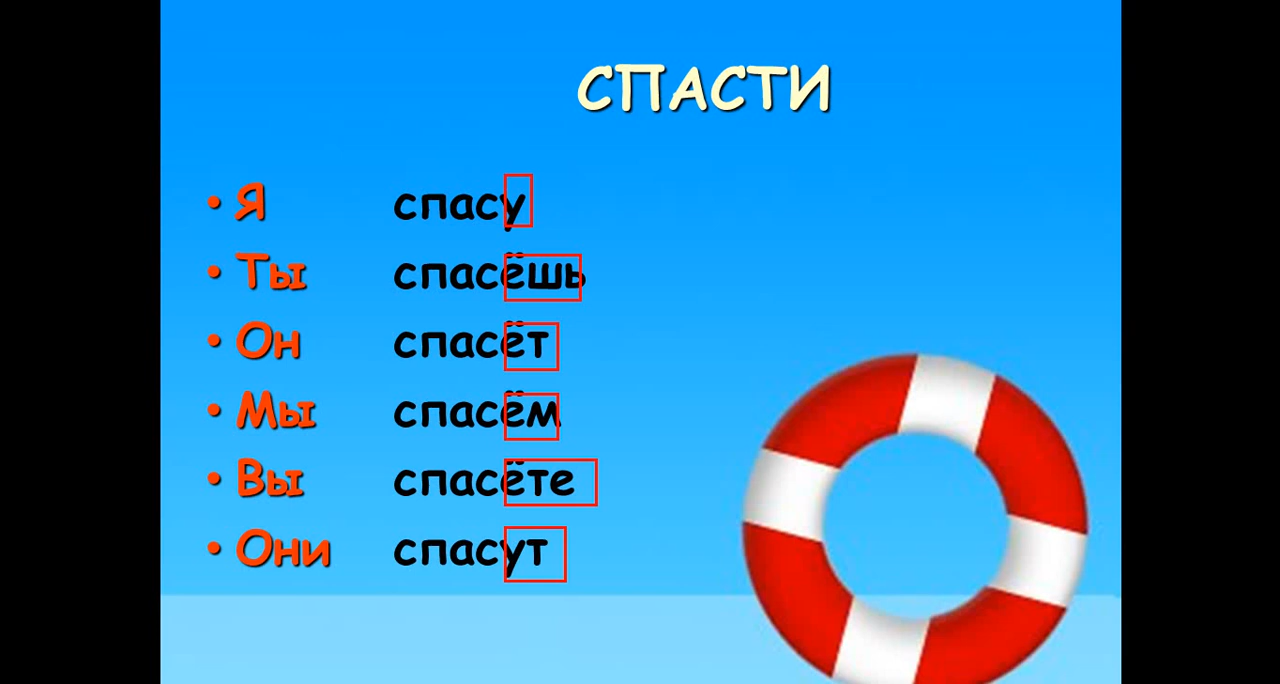 СПАСТИ
• Я спасу
• Ты спасёшь
• Он спасёт
• Мы спасём
• Вы спасёте
• Они спасут